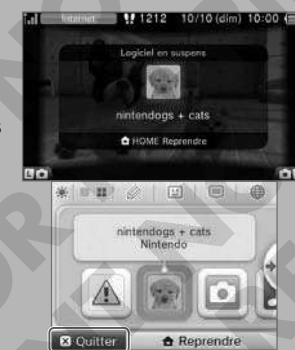 Internet 1212 10/10 (dim) 10:00
Logiciel en suspens
nintendogs + cats
HOME Reprendre
L
nintendogs + cats
Nintendo
X Quitter Reprendre